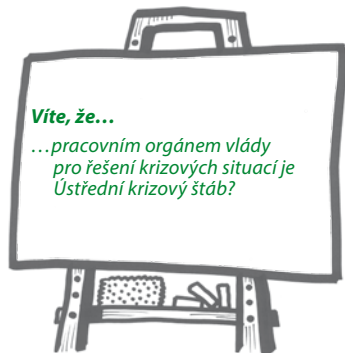 Víte, že…
…pracovním orgánem vlády
pro řešení krizových situací je
Ústřední krizový štáb?